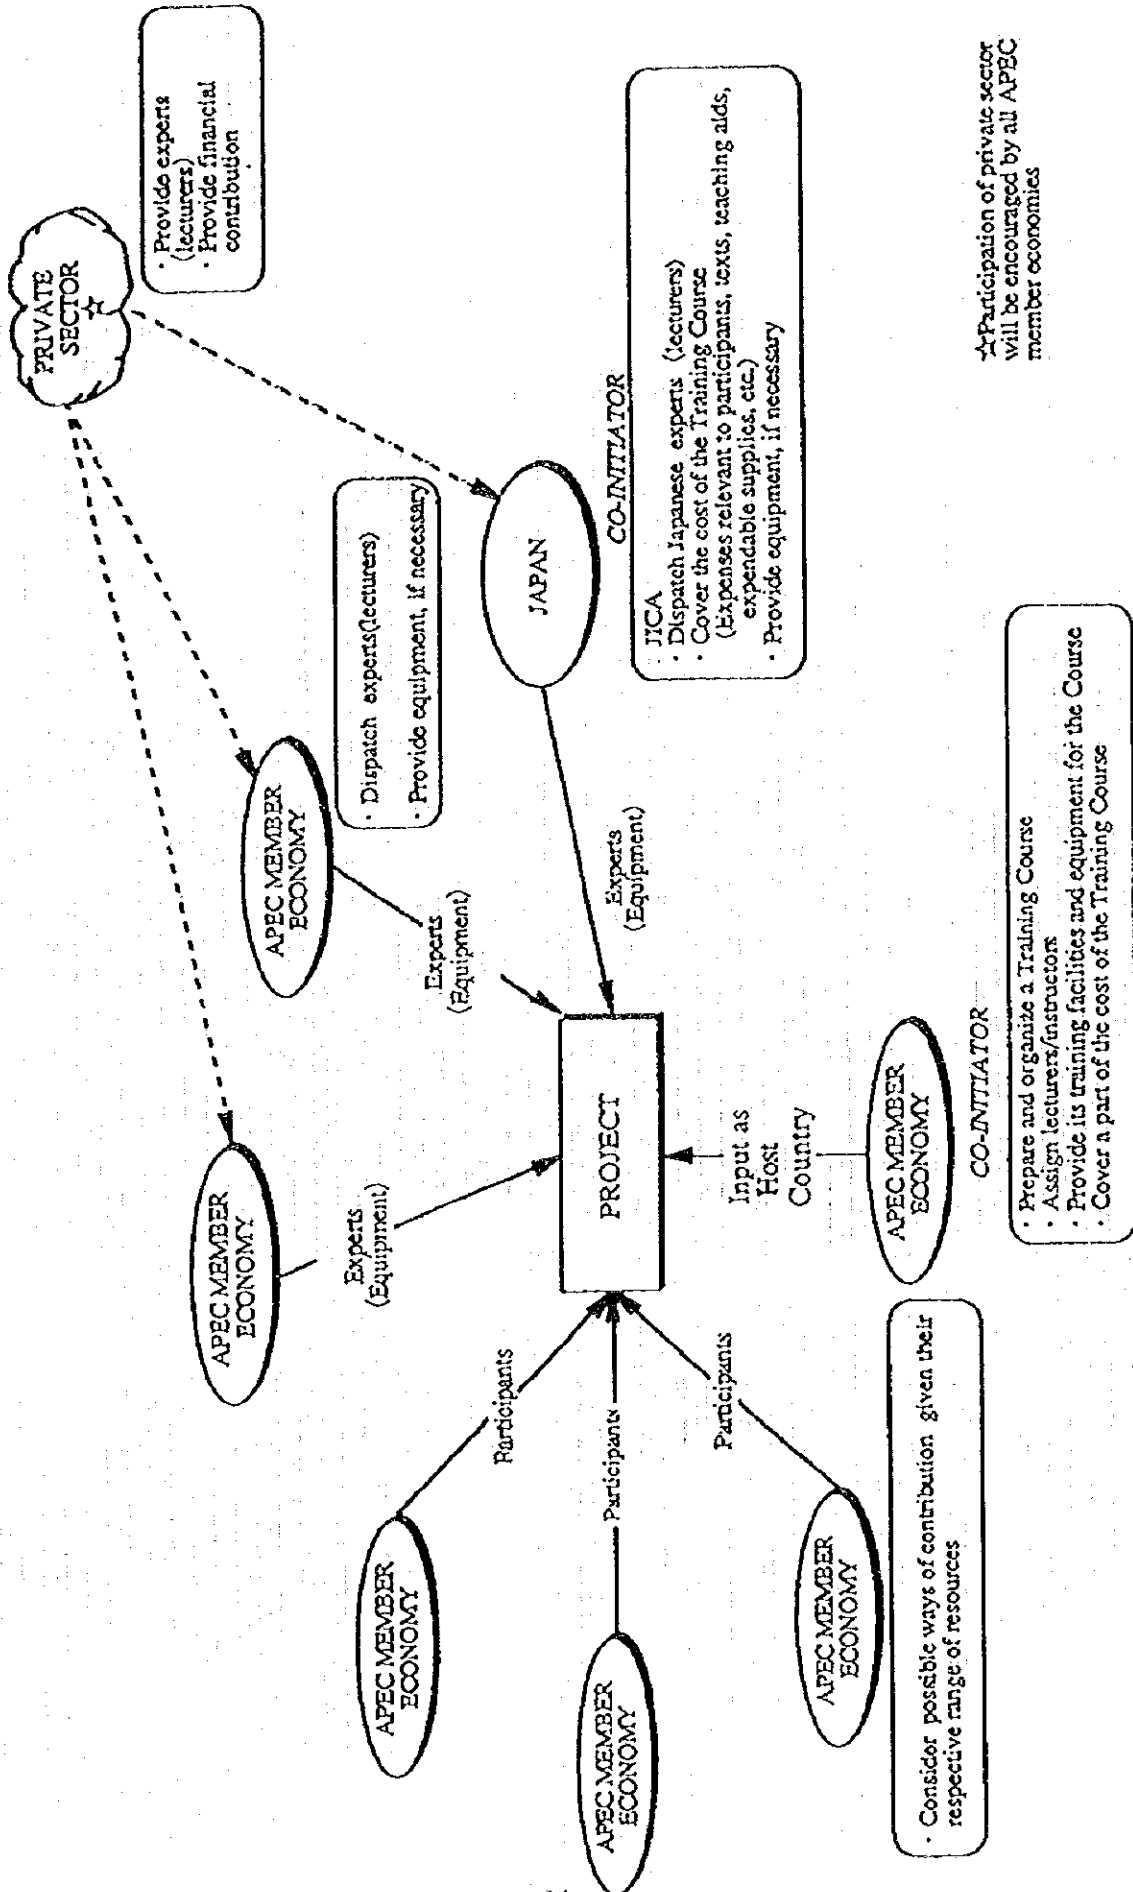 PRIVATE
SECTOR
☆
· Provide experts
(lecturers)
· Provide financial
contribution
APEC MEMBER
ECONOMY
APEC MEMBER
ECONOMY
· Dispatch experts(lecturers)
· Provide equipment, if necessary
JAPAN
CO-INITIATOR
JICA
· Dispatch Japanese experts (lecturers)
· Cover the cost of the Training Course
(Expenses relevant to participants, texts, teaching aids,
expendable supplies, etc.)
· Provide equipment, if necessary
Experts
(Equipment)
Experts
(Equipment)
Experts
(Equipment)
APEC MEMBER
ECONOMY
Participants
APEC MEMBER
ECONOMY
Participants
APEC MEMBER
ECONOMY
Participants
PROJECT
· Consider possible ways of contribution given their
respective range of resources
Input as
Host
Country
APEC MEMBER
ECONOMY
CO-INITIATOR
· Prepare and organize a Training Course
· Assign lecturers/instructors
· Provide its training facilities and equipment for the Course
· Cover a part of the cost of the Training Course
☆Participation of private sector
will be encouraged by all APEC
member economies